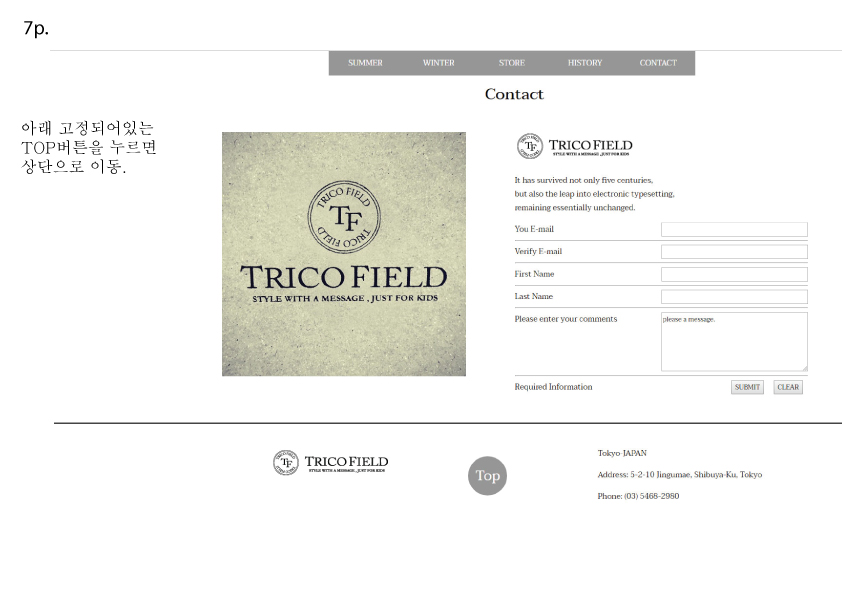 7p.
SUMMER WINTER STORE HISTORY CONTACT
Contact
아래 고정되어있는
TOP버튼을 누르면
상단으로 이동.
TRICO FIELD
TF
TRICO FIELD
TRICO FIELD
STYLE WITH A MESSAGE , JUST FOR KIDS
TF
TRICO FIELD
STYLE WITH A MESSAGE , JUST FOR KIDS
It has survived not only five centuries,
but also the leap into electronic typesetting,
remaining essentially unchanged.
You E-mail
Verify E-mail
First Name
Last Name
Please enter your comments
please a message.
Required Information
SUBMIT CLEAR
TF
TRICO FIELD
STYLE WITH A MESSAGE , JUST FOR KIDS
Top
Tokyo-JAPAN
Address: 5-2-10 Jingumae, Shibuya-Ku, Tokyo
Phone: (03) 5468-2980